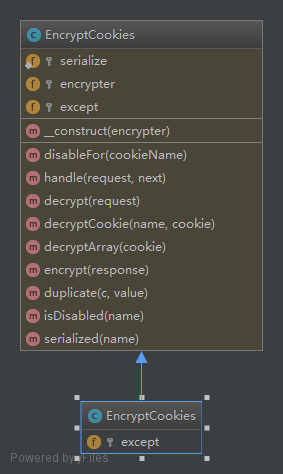 EncryptCookies
serialize
encrypter
except
__construct(encrypter)
disableFor(cookieName)
handle(request, next)
decrypt(request)
decryptCookie(name, cookie)
decryptArray(cookie)
encrypt(response)
duplicate(c, value)
isDisabled(name)
serialized(name)
EncryptCookies
except
Powered by yFiles